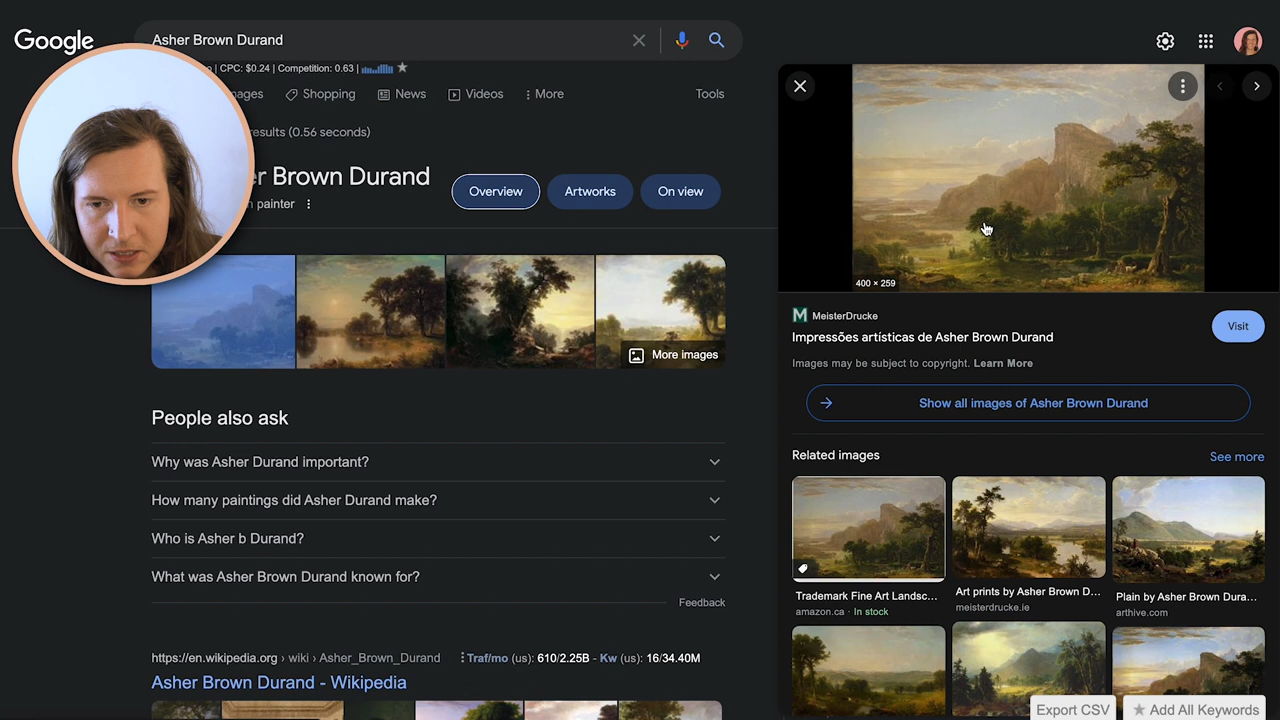 Google
Asher Brown Durand
| CPC: $0.24 | Competition: 0.63 |
Shopping
News
Videos
More
Tools
results (0.56 seconds)
Brown Durand
painter
Overview
Artworks
On view
More images
People also ask
Why was Asher Durand important?
How many paintings did Asher Durand make?
Who is Asher b Durand?
What was Asher Brown Durand known for?
Feedback
https://en.wikipedia.org › wiki › Asher_Brown_Durand
Traf/mo (us): 610/2.25B - Kw (us): 16/34.40M
Asher Brown Durand - Wikipedia
400 × 259
M MeisterDrucke
Impressões artísticas de Asher Brown Durand
Visit
Images may be subject to copyright. Learn More
Show all images of Asher Brown Durand
Related images
See more
Trademark Fine Art Landsc...
amazon.ca · In stock
Art prints by Asher Brown D...
meisterdrucke.ie
Plain by Asher Brown Dura...
arthive.com
Export CSV
Add All Keywords